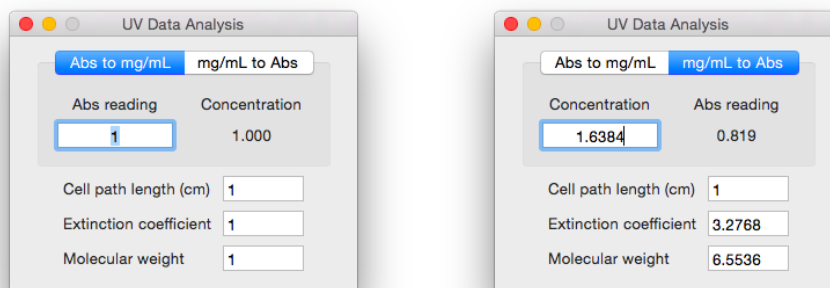 UV Data Analysis
Abs to mg/mL mg/mL to Abs
Abs reading Concentration
1 1.000
Cell path length (cm) 1
Extinction coefficient 1
Molecular weight 1
UV Data Analysis
Abs to mg/mL mg/mL to Abs
Concentration Abs reading
1.6384 0.819
Cell path length (cm) 1
Extinction coefficient 3.2768
Molecular weight 6.5536